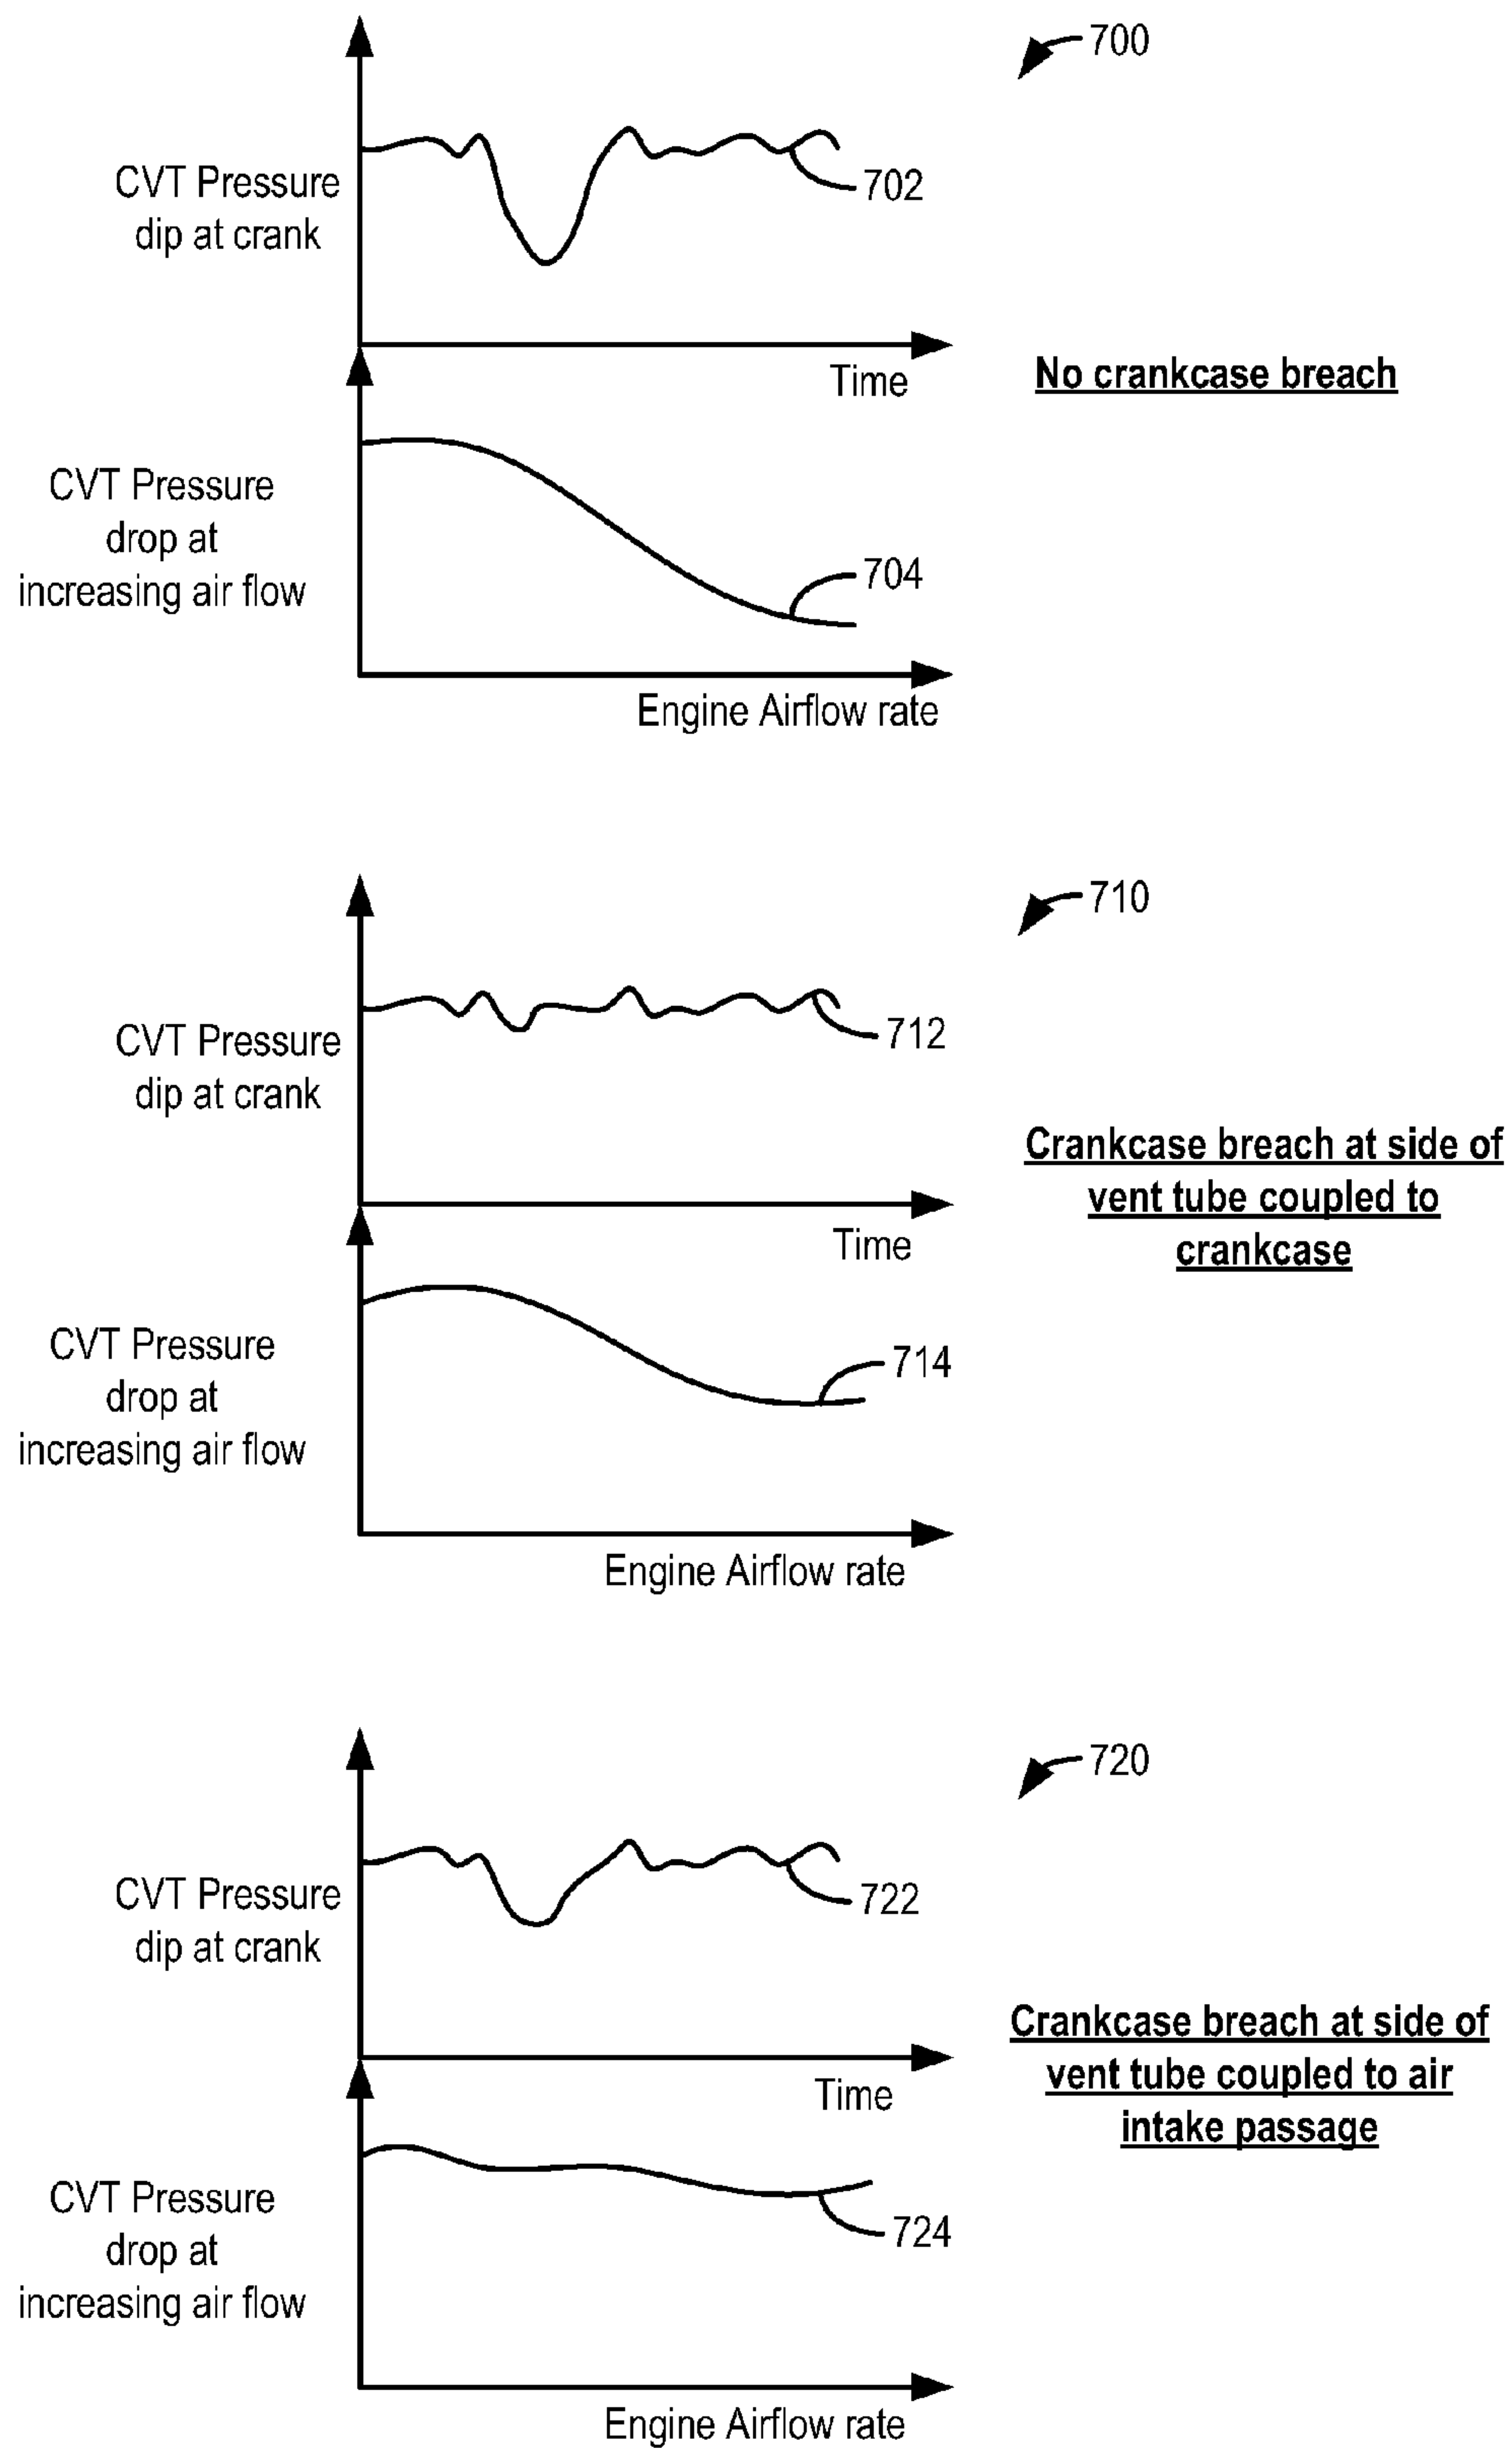 700
CVT Pressure
dip at crank
702
Time
No crankcase breach
CVT Pressure
drop at
increasing air flow
704
Engine Airflow rate
710
CVT Pressure
dip at crank
712
Time
Crankcase breach at side of
vent tube coupled to
crankcase
CVT Pressure
drop at
increasing air flow
714
Engine Airflow rate
720
CVT Pressure
dip at crank
722
Time
Crankcase breach at side of
vent tube coupled to air
intake passage
CVT Pressure
drop at
increasing air flow
724
Engine Airflow rate